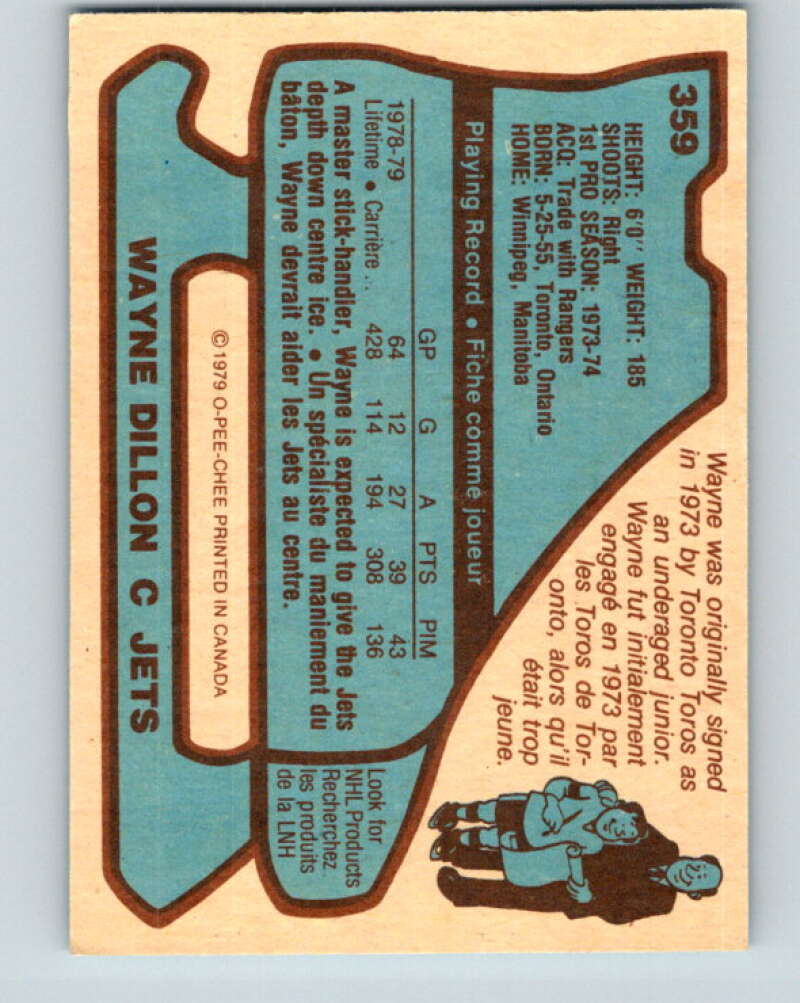 359
HEIGHT: 6'0" WEIGHT: 185
SHOOTS: Right
1st PRO SEASON: 1973-74
ACQ: Trade with Rangers
BORN: 5-25-55, Toronto, Ontario
HOME: Winnipeg, Manitoba
Wayne was originally signed
in 1973 by Toronto Toros as
an underaged junior.
Wayne fut initialement
engagé en 1973 par
les Toros de Tor-
onto, alors qu'il
était trop
jeune.
Playing Record • Fiche comme joueur
GP G A PTS PIM
1978-79 64 12 27 39 43
Lifetime • Carrière .. 428 114 194 308 136
A master stick-handler, Wayne is expected to give the Jets
depth down centre ice. • Un spécialiste du maniement du
bâton, Wayne devrait aider les Jets au centre.
Look for
NHL Products
Recherchez
les produits
de la LNH
©1979 O-PEE-CHEE PRINTED IN CANADA
WAYNE DILLON C JETS